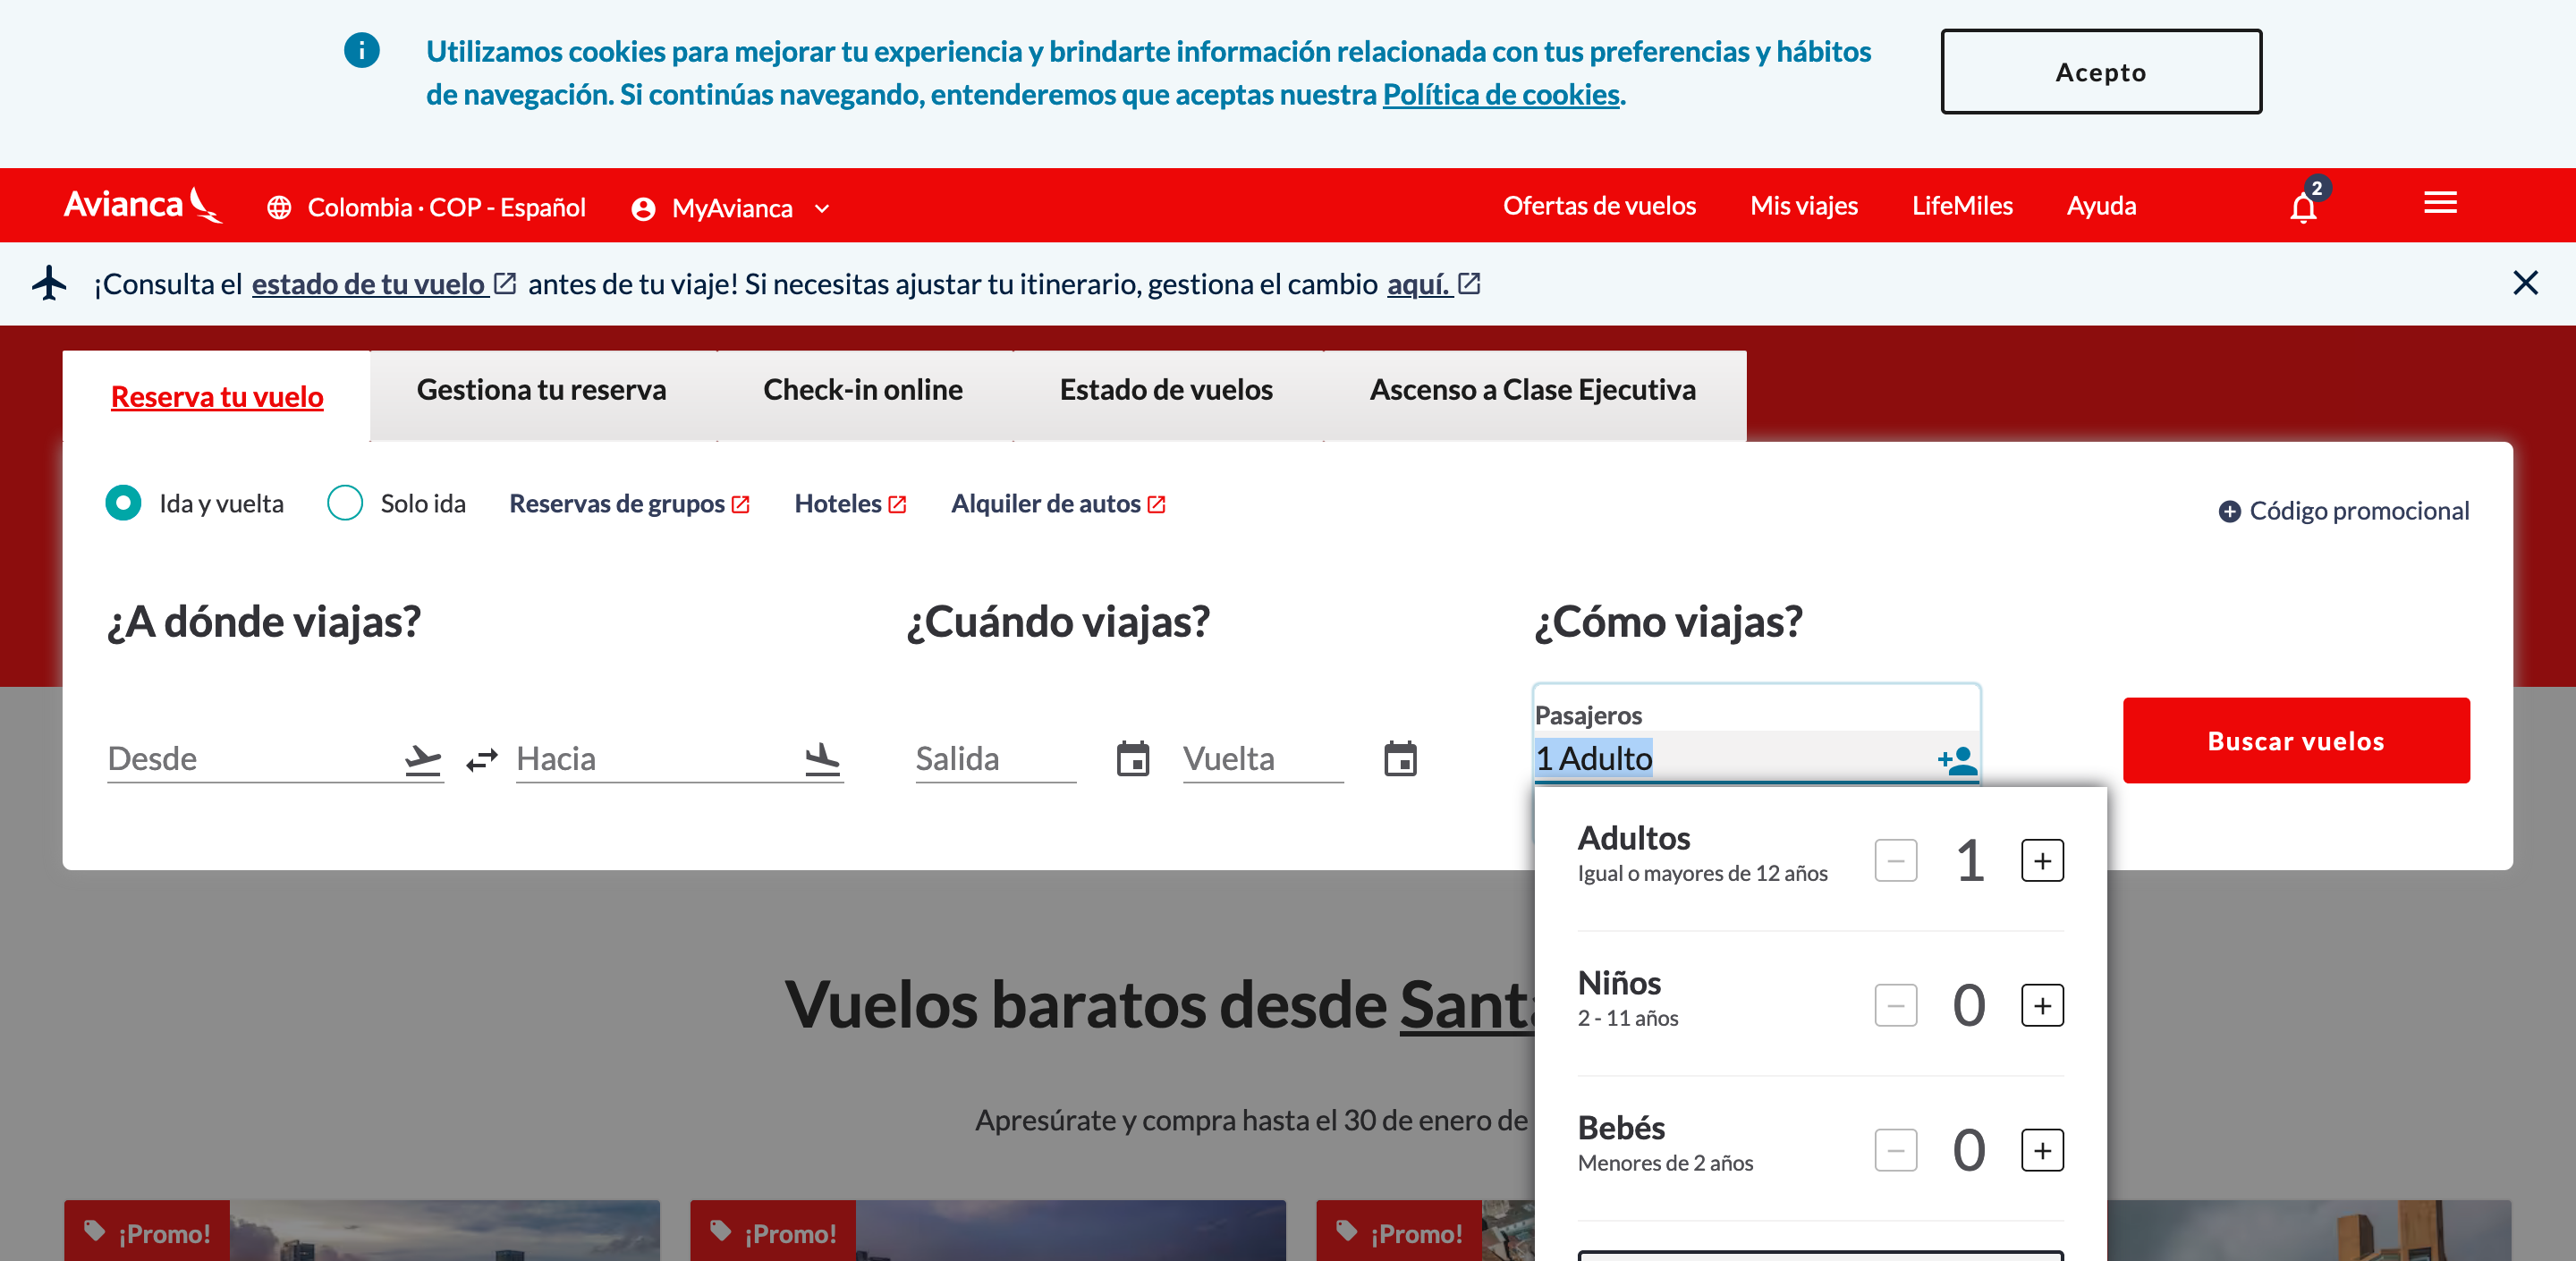 Utilizamos cookies para mejorar tu experiencia y brindarte información relacionada con tus preferencias y hábitos
de navegación. Si continúas navegando, entenderemos que aceptas nuestra Política de cookies.
Acepto
Avianca
Colombia · COP - Español
MyAvianca
Ofertas de vuelos
Mis viajes
LifeMiles
Ayuda
2
¡Consulta el estado de tu vuelo antes de tu viaje! Si necesitas ajustar tu itinerario, gestiona el cambio aquí.
Reserva tu vuelo
Gestiona tu reserva
Check-in online
Estado de vuelos
Ascenso a Clase Ejecutiva
Ida y vuelta
Solo ida
Reservas de grupos
Hoteles
Alquiler de autos
Código promocional
¿A dónde viajas?
¿Cuándo viajas?
¿Cómo viajas?
Desde
Hacia
Salida
Vuelta
Pasajeros
1 Adulto
Buscar vuelos
Adultos
Igual o mayores de 12 años
1
Niños
2 - 11 años
0
Bebés
Menores de 2 años
0
Vuelos baratos desde
Apresúrate y compra hasta el 30 de enero de
¡Promo!
¡Promo!
¡Promo!